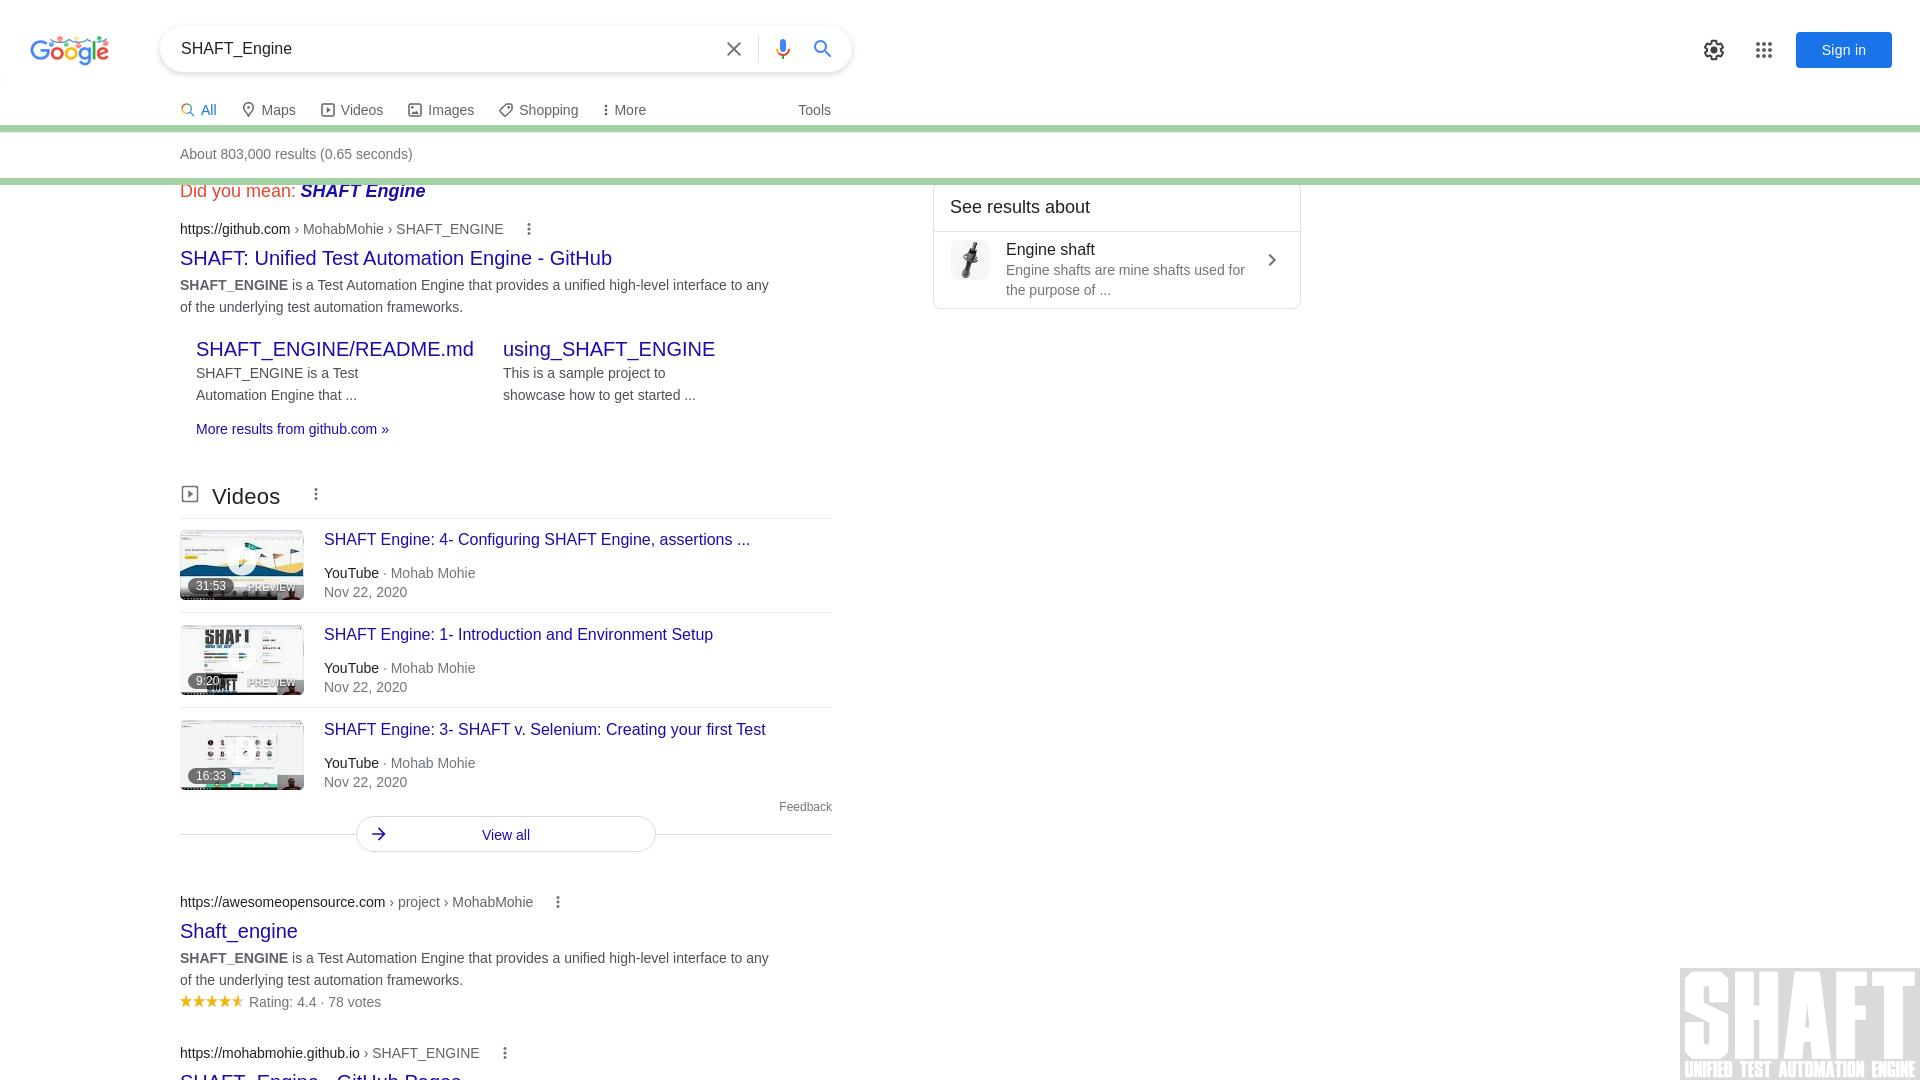 Google
SHAFT_Engine
Sign in
All
Maps
Videos
Images
Shopping
More
Tools
About 803,000 results (0.65 seconds)
Did you mean: SHAFT Engine
https://github.com › MohabMohie › SHAFT_ENGINE
SHAFT: Unified Test Automation Engine - GitHub
SHAFT_ENGINE is a Test Automation Engine that provides a unified high-level interface to any
of the underlying test automation frameworks.
SHAFT_ENGINE/README.md
SHAFT_ENGINE is a Test
Automation Engine that ...
using_SHAFT_ENGINE
This is a sample project to
showcase how to get started ...
More results from github.com »
Videos
SHAFT Engine: 4- Configuring SHAFT Engine, assertions ...
31:53
PREVIEW
YouTube · Mohab Mohie
Nov 22, 2020
SHAFT Engine: 1- Introduction and Environment Setup
SHAFT
9:20
PREVIEW
YouTube · Mohab Mohie
Nov 22, 2020
SHAFT Engine: 3- SHAFT v. Selenium: Creating your first Test
16:33
YouTube · Mohab Mohie
Nov 22, 2020
Feedback
View all
https://awesomeopensource.com › project › MohabMohie
Shaft_engine
SHAFT_ENGINE is a Test Automation Engine that provides a unified high-level interface to any
of the underlying test automation frameworks.
Rating: 4.4 · 78 votes
https://mohabmohie.github.io › SHAFT_ENGINE
SHAFT_Engine - GitHub Pages
See results about
Engine shaft
Engine shafts are mine shafts used for
the purpose of ...
SHAFT
UNIFIED TEST AUTOMATION ENGINE